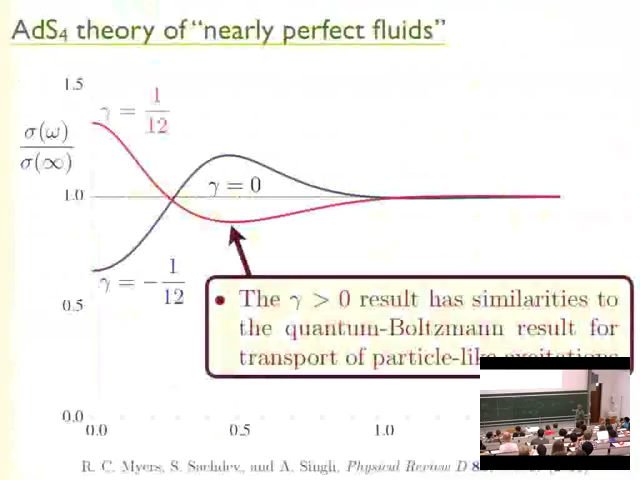 AdS4 theory of "nearly perfect fluids"
1.5
γ = 1/12
σ(ω)/σ(∞)
1.0
γ = 0
γ = −1/12
0.5
• The γ > 0 result has similarities to
the quantum-Boltzmann result for
transport of particle-like excitations
0.0
0.0 0.5 1.0
R. C. Myers, S. Sachdev, and A. Singh, Physical Review D